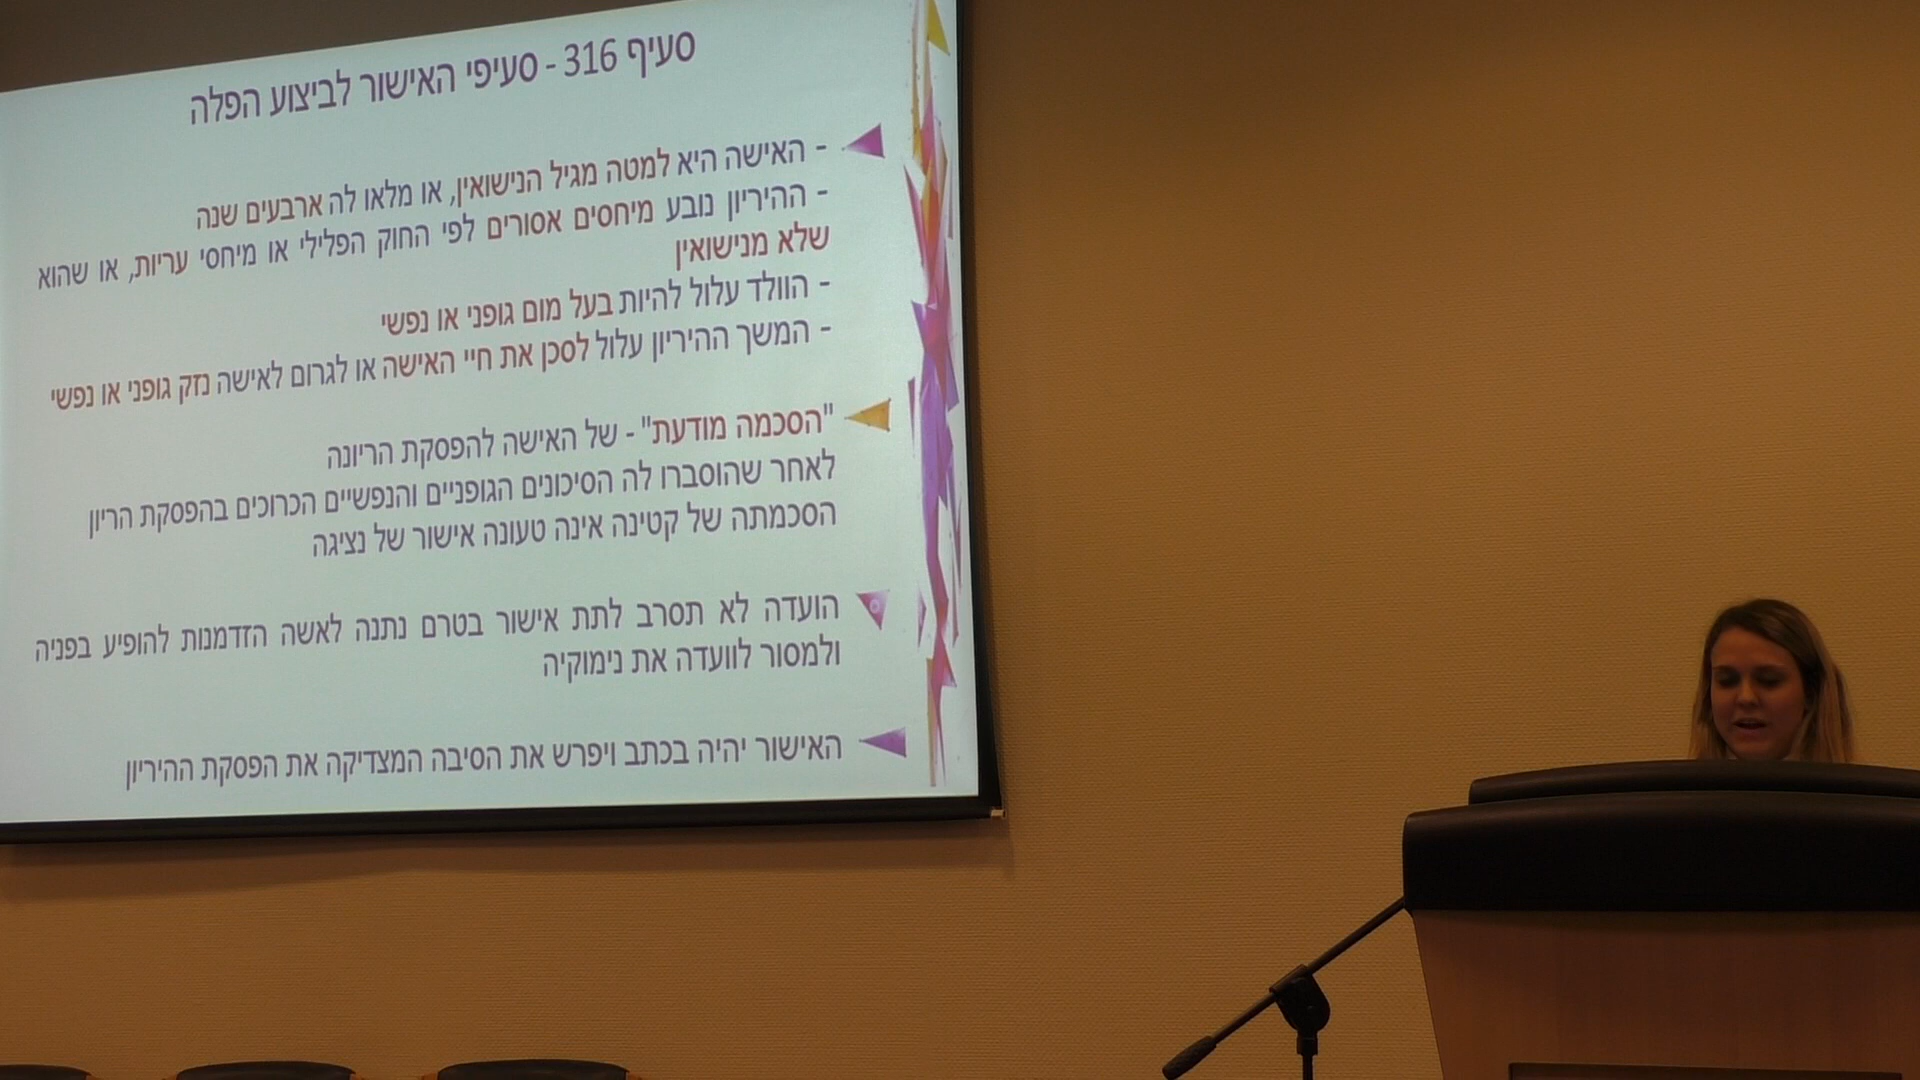 סעיף 316 - סעיפי האישור לביצוע הפלה
- האישה היא למטה מגיל הנישואין, או מלאו לה ארבעים שנה
- ההיריון נובע מיחסים אסורים לפי החוק הפלילי או מיחסי עריות, או שהוא
שלא מנישואין
- הוולד עלול להיות בעל מום גופני או נפשי
- המשך ההיריון עלול לסכן את חיי האישה או לגרום לאישה נזק גופני או נפשי
"הסכמה מודעת" - של האישה להפסקת הריונה
לאחר שהוסברו לה הסיכונים הגופניים והנפשיים הכרוכים בהפסקת הריון
הסכמתה של קטינה אינה טעונה אישור של נציגה
הועדה לא תסרב לתת אישור בטרם נתנה לאשה הזדמנות להופיע בפניה
ולמסור לוועדה את נימוקיה
האישור יהיה בכתב ויפרש את הסיבה המצדיקה את הפסקת ההיריון